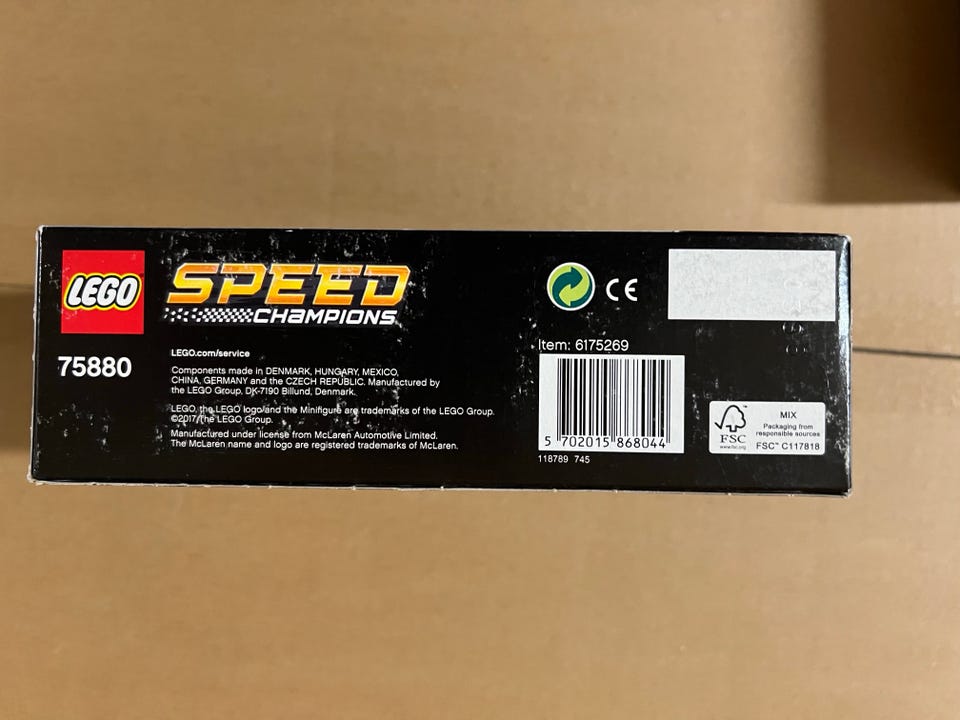 LEGO
SPEED
CHAMPIONS
75880
LEGO.com/service
Components made in DENMARK, HUNGARY, MEXICO,
CHINA, GERMANY and the CZECH REPUBLIC. Manufactured by
the LEGO Group, DK-7190 Billund, Denmark.
LEGO, the LEGO logo and the Minifigure are trademarks of the LEGO Group.
©2017 The LEGO Group.
Manufactured under license from McLaren Automotive Limited.
The McLaren name and logo are registered trademarks of McLaren.
CE
Item: 6175269
5 702015 868044
118789 745
FSC
www.fsc.org
MIX
Packaging from
responsible sources
FSC™ C117818